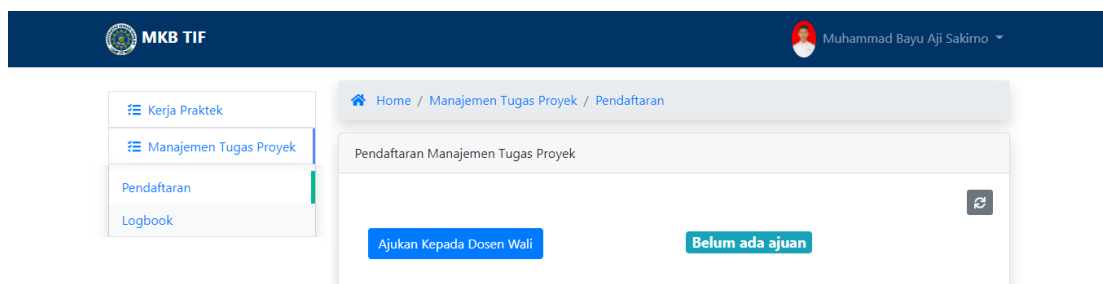 MKB TIF
Muhammad Bayu Aji Sakirno
Kerja Praktek
Manajemen Tugas Proyek
Pendaftaran
Logbook
Home / Manajemen Tugas Proyek / Pendaftaran
Pendaftaran Manajemen Tugas Proyek
Ajukan Kepada Dosen Wali
Belum ada ajuan